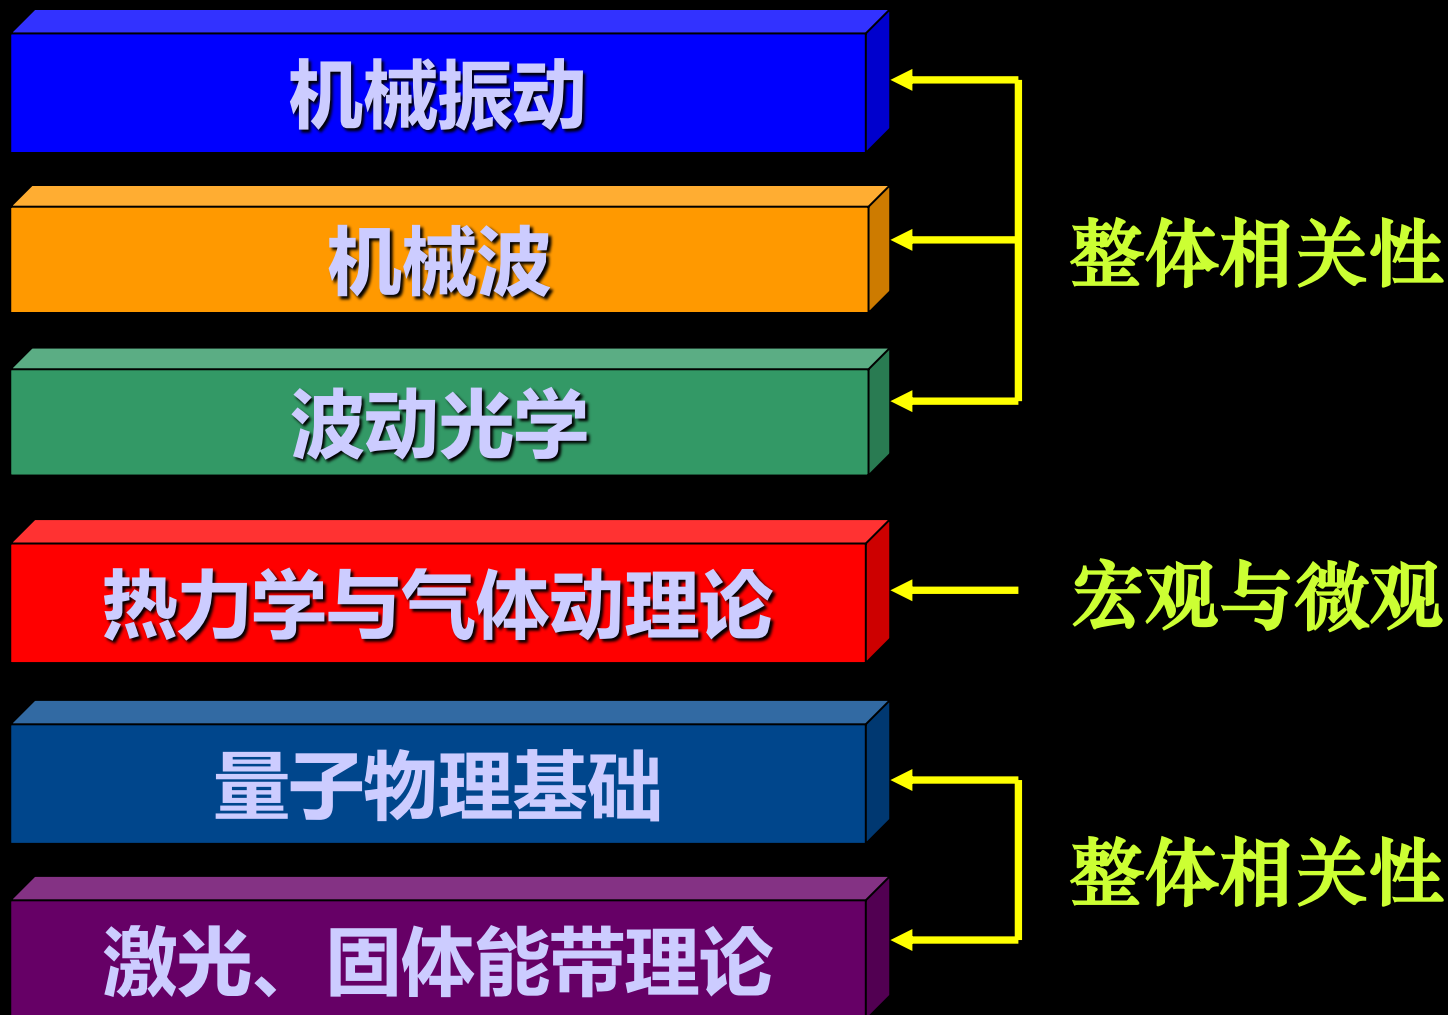 机械振动
机械波
整体相关性
波动光学
热力学与气体动理论
宏观与微观
量子物理基础
整体相关性
激光、固体能带理论